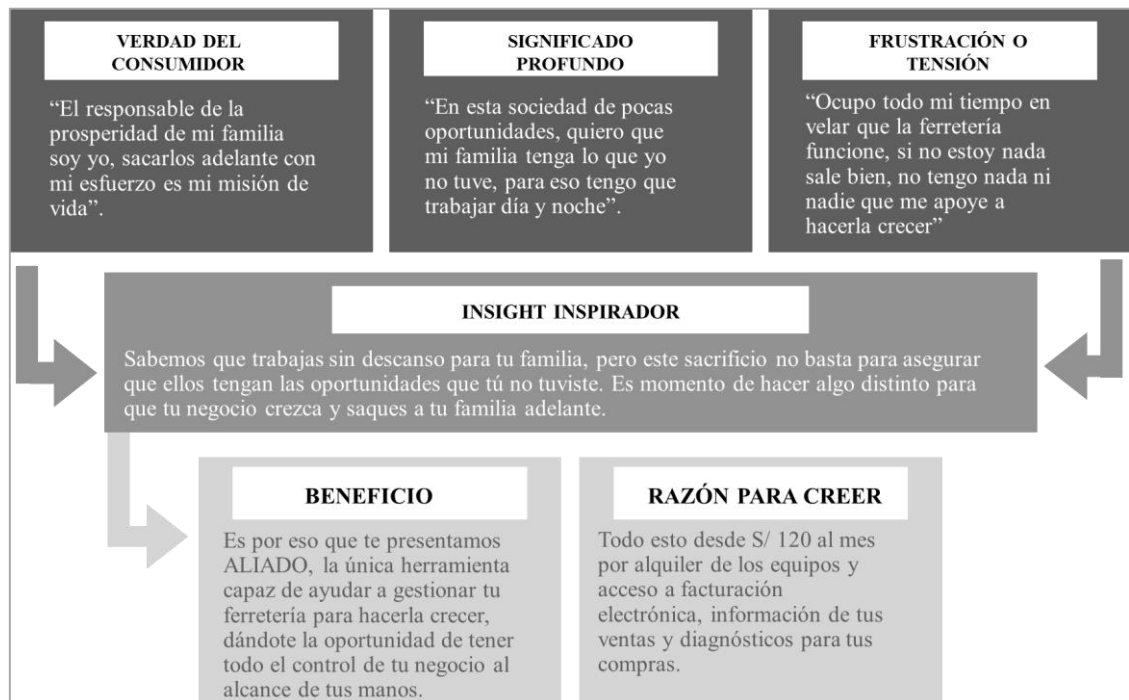 VERDAD DEL
CONSUMIDOR
“El responsable de la
prosperidad de mi familia
soy yo, sacarlos adelante con
mi esfuerzo es mi misión de
vida”.
SIGNIFICADO
PROFUNDO
“En esta sociedad de pocas
oportunidades, quiero que
mi familia tenga lo que yo
no tuve, para eso tengo que
trabajar día y noche”.
FRUSTRACIÓN O
TENSIÓN
“Ocupo todo mi tiempo en
velar que la ferretería
funcione, si no estoy nada
sale bien, no tengo nada ni
nadie que me apoye a
hacerla crecer”
INSIGHT INSPIRADOR
Sabemos que trabajas sin descanso para tu familia, pero este sacrificio no basta para asegurar
que ellos tengan las oportunidades que tú no tuviste. Es momento de hacer algo distinto para
que tu negocio crezca y saques a tu familia adelante.
BENEFICIO
Es por eso que te presentamos
ALIADO, la única herramienta
capaz de ayudar a gestionar tu
ferretería para hacerla crecer,
dándote la oportunidad de tener
todo el control de tu negocio al
alcance de tus manos.
RAZÓN PARA CREER
Todo esto desde S/ 120 al mes
por alquiler de los equipos y
acceso a facturación
electrónica, información de tus
ventas y diagnósticos para tus
compras.